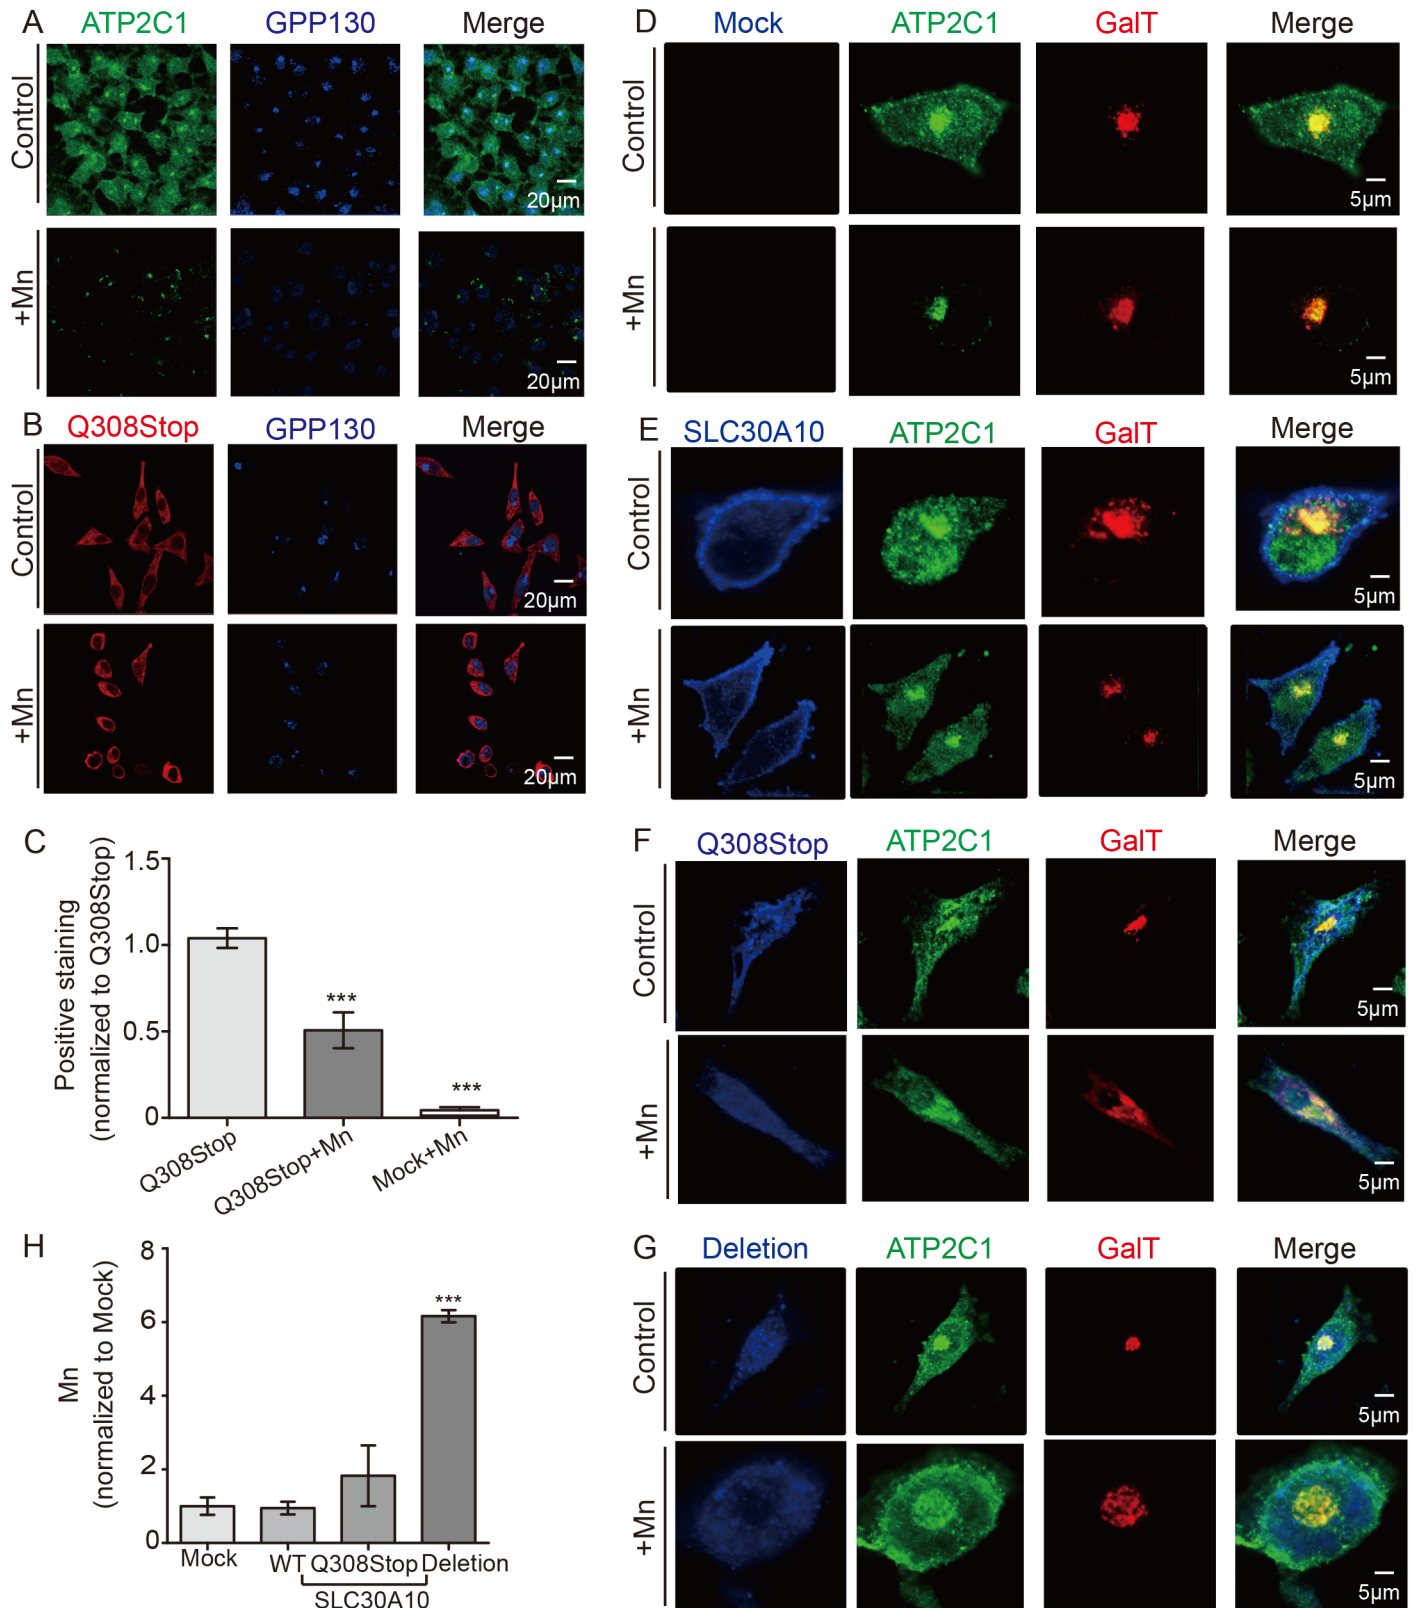 A
ATP2C1 GPP130 Merge
Control
20µm
+Mn
20µm
B
Q308Stop GPP130 Merge
Control
20µm
+Mn
20µm
C
Positive staining
(normalized to Q308Stop)
1.5
1.0
0.5
0
***
***
Q308Stop
Q308Stop+Mn
Mock+Mn
H
Mn
(normalized to Mock)
8
6
4
2
0
***
Mock WT Q308Stop Deletion
SLC30A10
D
Mock ATP2C1 GalT Merge
Control
5µm
+Mn
5µm
E
SLC30A10 ATP2C1 GalT Merge
Control
5µm
+Mn
5µm
F
Q308Stop ATP2C1 GalT Merge
Control
5µm
+Mn
5µm
G
Deletion ATP2C1 GalT Merge
Control
5µm
+Mn
5µm